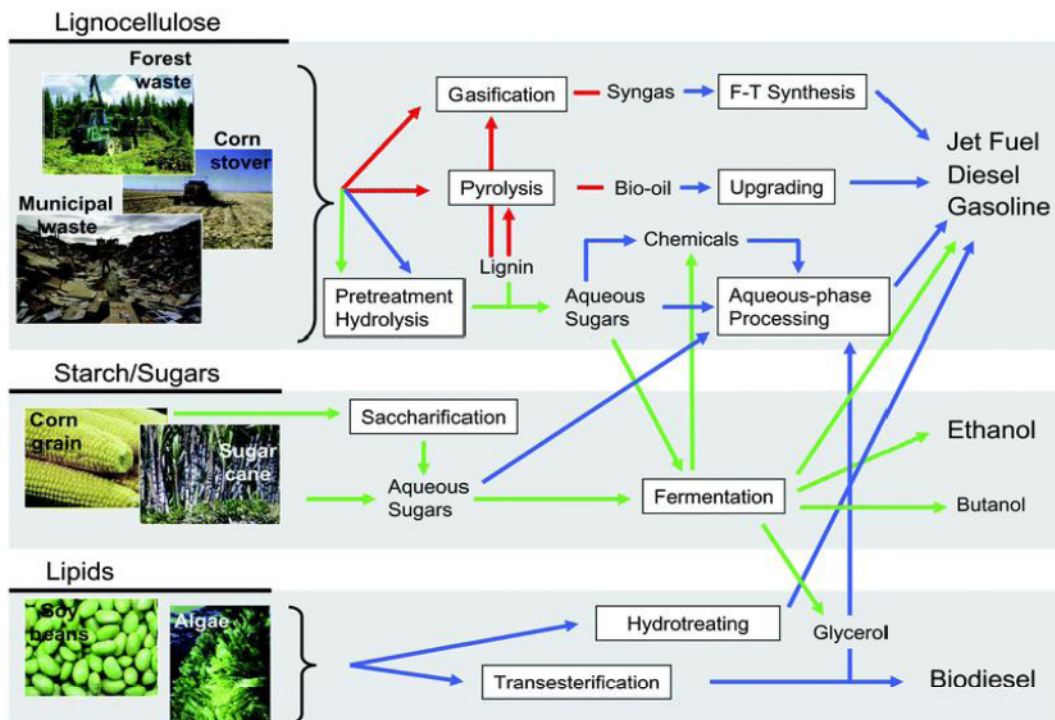 Lignocellulose
Forest
waste
Corn
stover
Municipal
waste
Gasification
Syngas
F-T Synthesis
Jet Fuel
Diesel
Gasoline
Pyrolysis
Bio-oil
Upgrading
Lignin
Chemicals
Pretreatment
Hydrolysis
Aqueous
Sugars
Aqueous-phase
Processing
Starch/Sugars
Corn
grain
Sugar
cane
Saccharification
Aqueous
Sugars
Fermentation
Ethanol
Butanol
Lipids
Soy
beans
Algae
Hydrotreating
Glycerol
Transesterification
Biodiesel